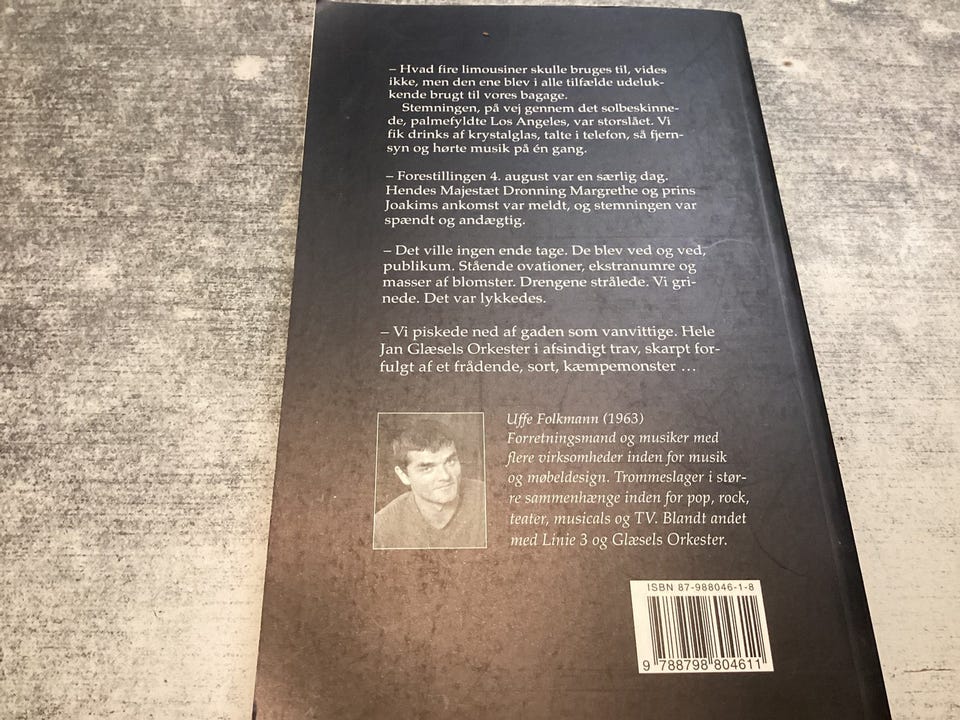 – Hvad fire limousiner skulle bruges til, vides
ikke, men den ene blev i alle tilfælde udeluk-
kende brugt til vores bagage.
Stemningen, på vej gennem det solbeskinne-
de, palmefyldte Los Angeles, var storslået. Vi
fik drinks af krystalglas, talte i telefon, så fjern-
syn og hørte musik på én gang.
– Forestillingen 4. august var en særlig dag.
Hendes Majestæt Dronning Margrethe og prins
Joakims ankomst var meldt, og stemningen var
spændt og andægtig.
– Det ville ingen ende tage. De blev ved og ved,
publikum. Stående ovationer, ekstranumre og
masser af blomster. Drengene strålede. Vi gri-
nede. Det var lykkedes.
– Vi piskede ned af gaden som vanvittige. Hele
Jan Glæsels Orkester i afsindigt trav, skarpt for-
fulgt af et frådende, sort, kæmpemonster …
Uffe Folkmann (1963)
Forretningsmand og musiker med
flere virksomheder inden for musik
og møbeldesign. Trommeslager i stør-
re sammenhænge inden for pop, rock,
teater, musicals og TV. Blandt andet
med Linie 3 og Glæsels Orkester.
ISBN 87-988046-1-8
9 788798 804611